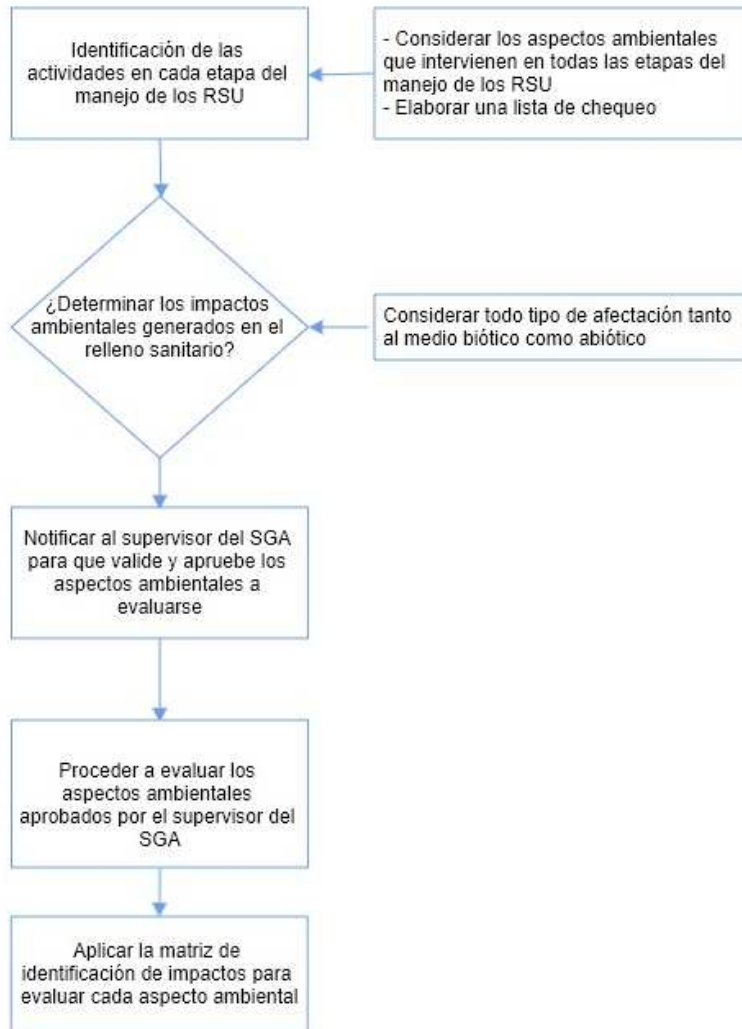 Identificación de las
actividades en cada etapa del
manejo de los RSU
- Considerar los aspectos ambientales
que intervienen en todas las etapas del
manejo de los RSU
- Elaborar una lista de chequeo
¿Determinar los impactos
ambientales generados en el
relleno sanitario?
Considerar todo tipo de afectación tanto
al medio biótico como abiótico
Notificar al supervisor del SGA
para que valide y apruebe los
aspectos ambientales a
evaluarse
Proceder a evaluar los
aspectos ambientales
aprobados por el supervisor del
SGA
Aplicar la matriz de
identificación de impactos para
evaluar cada aspecto ambiental